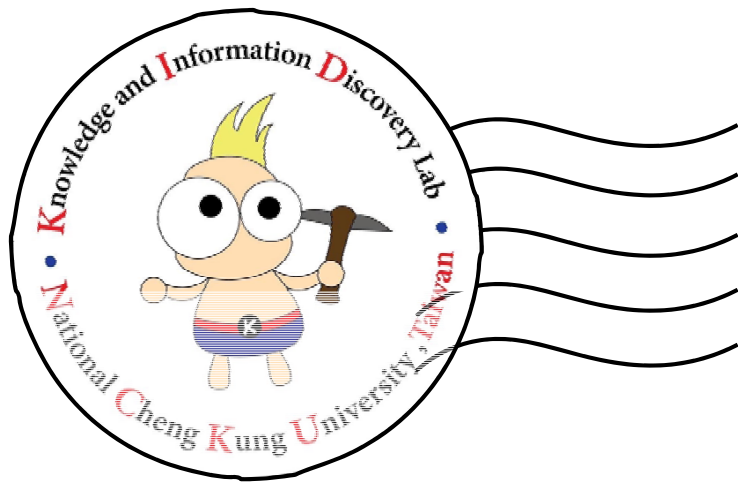 Knowledge and Information Discovery Lab
National Cheng Kung University, Taiwan
K